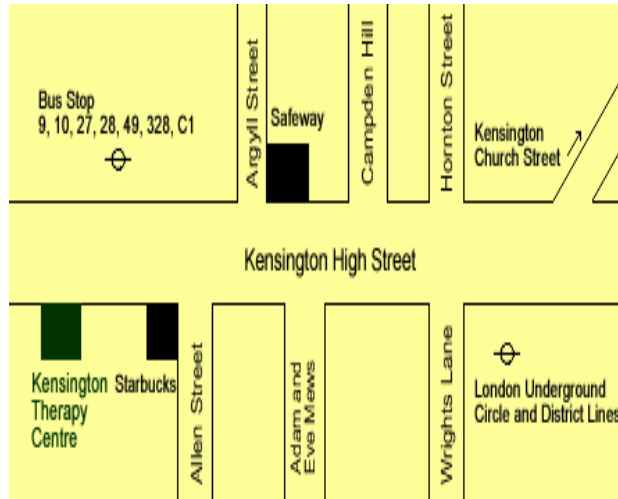 Bus Stop
9, 10, 27, 28, 49, 328, C1
Argyll Street
Safeway
Campden Hill
Hornton Street
Kensington
Church Street
Kensington High Street
Kensington
Therapy
Centre
Starbucks
Allen Street
Adam and
Eve Mews
Wrights Lane
London Underground
Circle and District Lines